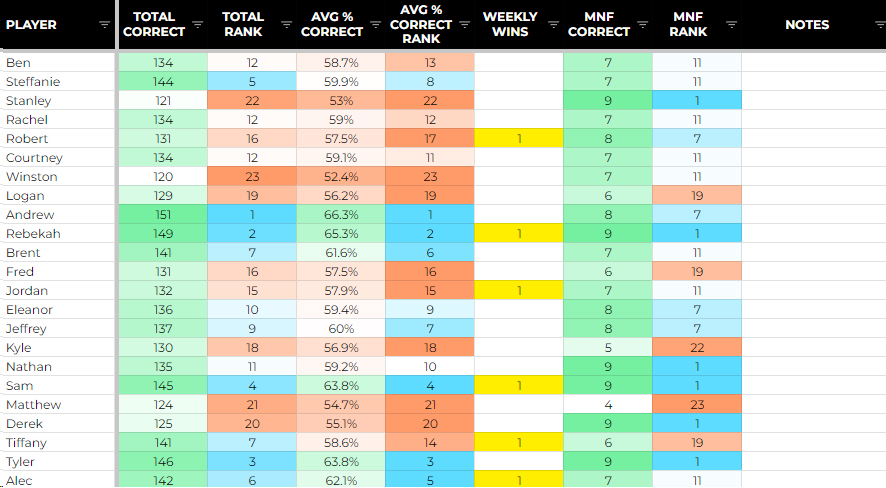 PLAYER TOTAL CORRECT TOTAL RANK AVG % CORRECT AVG % CORRECT RANK WEEKLY WINS MNF CORRECT MNF RANK NOTES
Ben 134 12 58.7% 13 7 11
Steffanie 144 5 59.9% 8 7 11
Stanley 121 22 53% 22 9 1
Rachel 134 12 59% 12 7 11
Robert 131 16 57.5% 17 1 8 7
Courtney 134 12 59.1% 11 7 11
Winston 120 23 52.4% 23 7 11
Logan 129 19 56.2% 19 6 19
Andrew 151 1 66.3% 1 8 7
Rebekah 149 2 65.3% 2 1 9 1
Brent 141 7 61.6% 6 7 11
Fred 131 16 57.5% 16 6 19
Jordan 132 15 57.9% 15 1 7 11
Eleanor 136 10 59.4% 9 8 7
Jeffrey 137 9 60% 7 8 7
Kyle 130 18 56.9% 18 5 22
Nathan 135 11 59.2% 10 9 1
Sam 145 4 63.8% 4 1 9 1
Matthew 124 21 54.7% 21 4 23
Derek 125 20 55.1% 20 9 1
Tiffany 141 7 58.6% 14 1 6 19
Tyler 146 3 63.8% 3 9 1
Alec 142 6 62.1% 5 1 7 11